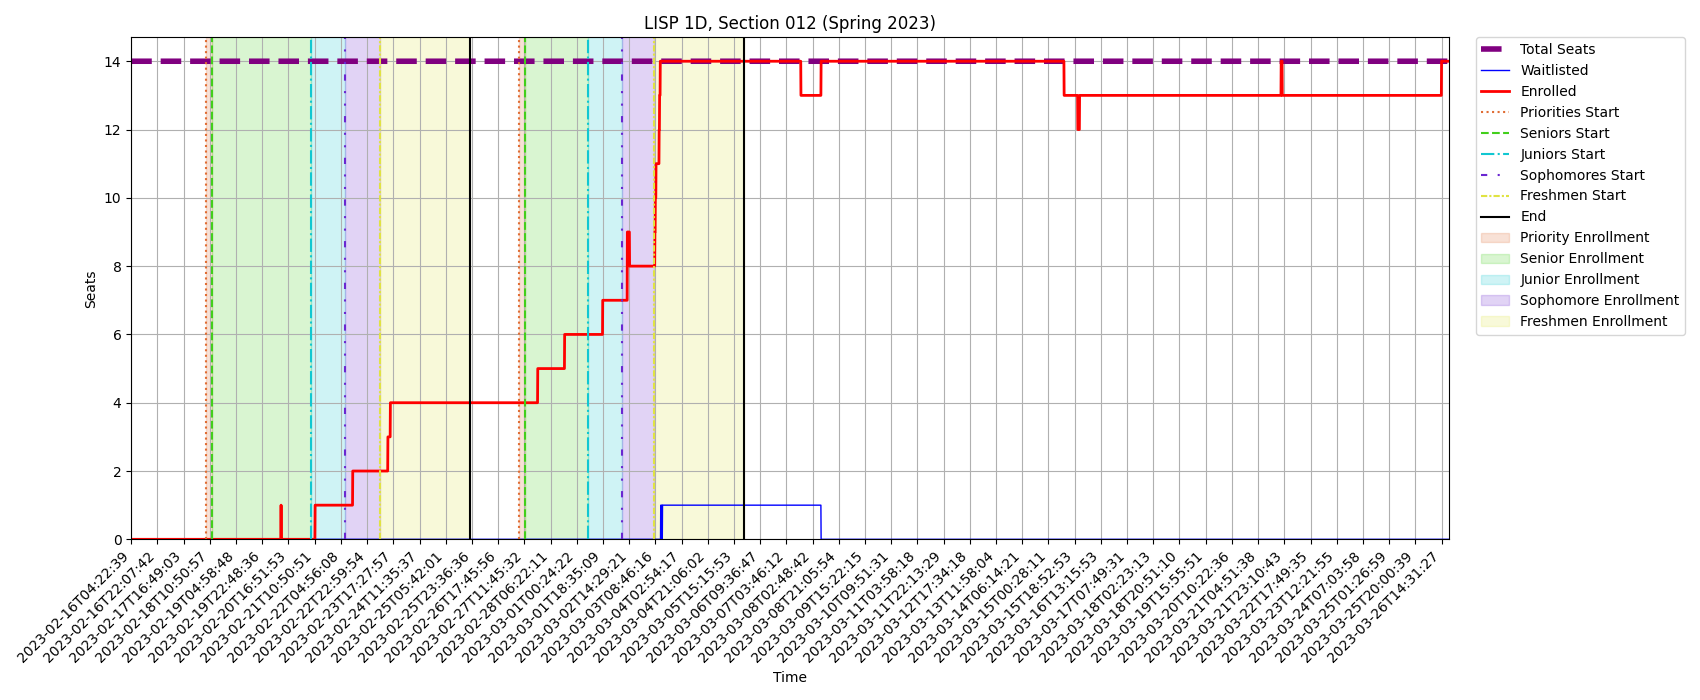 LISP 1D, Section 012 (Spring 2023)
Seats
14
12
10
8
6
4
2
0
2023-02-16T04:22:39
2023-02-16T22:07:42
2023-02-17T16:49:03
2023-02-18T10:50:57
2023-02-19T04:58:48
2023-02-19T22:48:36
2023-02-20T16:51:53
2023-02-21T10:50:51
2023-02-22T04:56:08
2023-02-22T22:59:54
2023-02-23T17:27:57
2023-02-24T11:35:37
2023-02-25T05:42:01
2023-02-25T23:36:36
2023-02-26T17:45:56
2023-02-27T11:45:32
2023-02-28T06:22:11
2023-03-01T00:24:22
2023-03-01T18:35:09
2023-03-02T14:29:21
2023-03-03T08:46:16
2023-03-04T02:54:17
2023-03-04T21:06:02
2023-03-05T15:15:53
2023-03-06T09:36:47
2023-03-07T03:46:12
2023-03-08T02:48:42
2023-03-08T21:05:54
2023-03-09T15:22:15
2023-03-10T09:51:31
2023-03-11T03:58:18
2023-03-11T22:13:29
2023-03-12T17:34:18
2023-03-13T11:58:04
2023-03-14T06:14:21
2023-03-15T00:28:11
2023-03-15T18:52:53
2023-03-16T13:15:53
2023-03-17T07:49:31
2023-03-18T02:23:13
2023-03-18T20:51:10
2023-03-19T15:55:51
2023-03-20T10:22:36
2023-03-21T04:51:38
2023-03-21T23:10:43
2023-03-22T17:49:35
2023-03-23T12:21:55
2023-03-24T07:03:58
2023-03-25T01:26:59
2023-03-25T20:00:39
2023-03-26T14:31:27
Time
Total Seats
Waitlisted
Enrolled
Priorities Start
Seniors Start
Juniors Start
Sophomores Start
Freshmen Start
End
Priority Enrollment
Senior Enrollment
Junior Enrollment
Sophomore Enrollment
Freshmen Enrollment